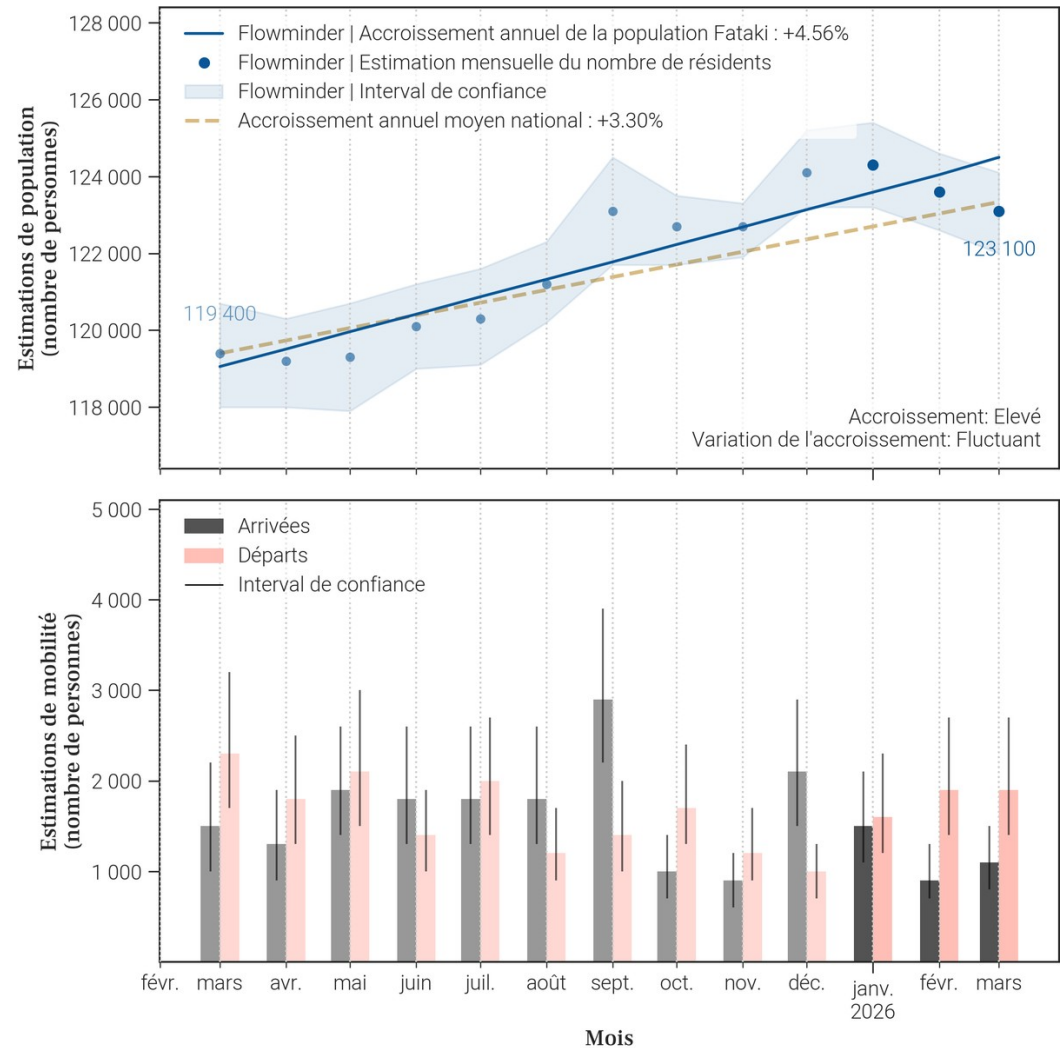 128 000
126 000
124 000
122 000
120 000
118 000
Estimations de population
(nombre de personnes)
Flowminder | Accroissement annuel de la population Fataki : +4.56%
Flowminder | Estimation mensuelle du nombre de résidents
Flowminder | Interval de confiance
Accroissement annuel moyen national : +3.30%
119 400
123 100
Accroissement: Elevé
Variation de l'accroissement: Fluctuant
5 000
4 000
3 000
2 000
1 000
Estimations de mobilité
(nombre de personnes)
Arrivées
Départs
Interval de confiance
févr. mars avr. mai juin juil. août sept. oct. nov. déc. janv. févr. mars
2026
Mois